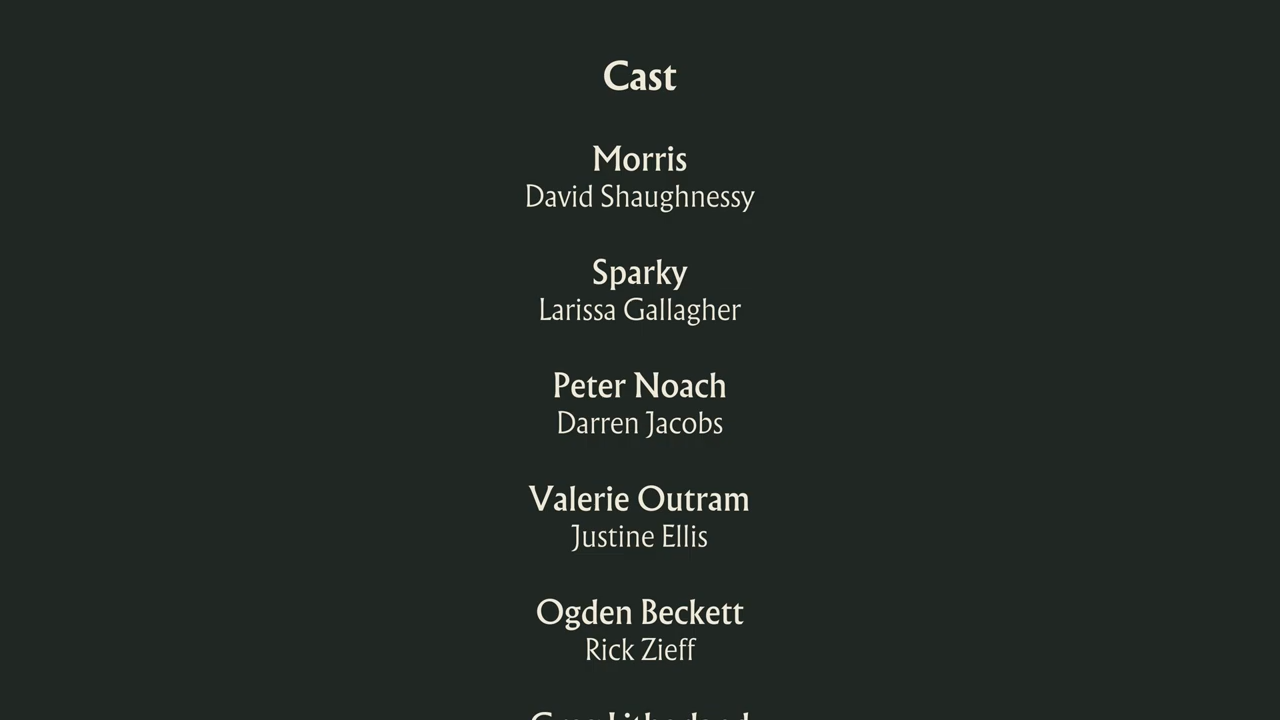 Cast
Morris
David Shaughnessy
Sparky
Larissa Gallagher
Peter Noach
Darren Jacobs
Valerie Outram
Justine Ellis
Ogden Beckett
Rick Zieff